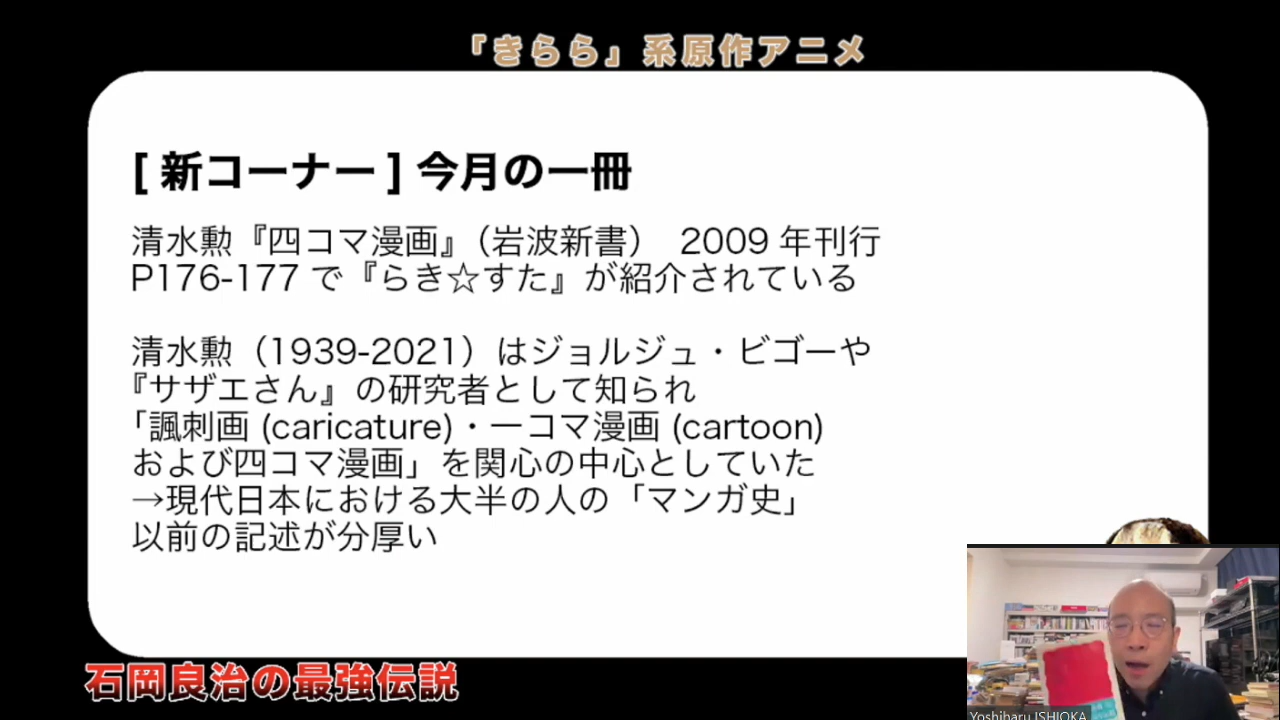 「きらら」系原作アニメ
[ 新コーナー ] 今月の一冊
清水勲『四コマ漫画』（岩波新書） 2009 年刊行
P176-177 で『らき☆すた』が紹介されている
清水勲（1939-2021）はジョルジュ・ビゴーや
『サザエさん』の研究者として知られ
「諷刺画 (caricature)・一コマ漫画 (cartoon)
および四コマ漫画」を関心の中心としていた
→現代日本における大半の人の「マンガ史」
以前の記述が分厚い
石岡良治の最強伝説
Yoshiharu ISHIOKA